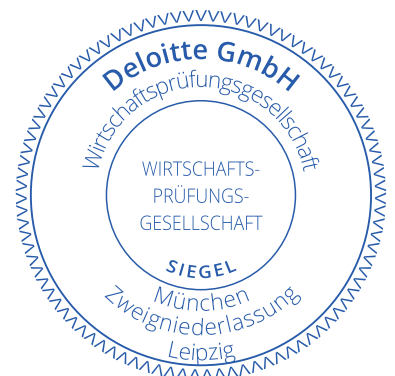 Deloitte GmbH
Wirtschaftsprüfungsgesellschaft
WIRTSCHAFTS-
PRÜFUNGS-
GESELLSCHAFT
SIEGEL
München
Zweigniederlassung
Leipzig